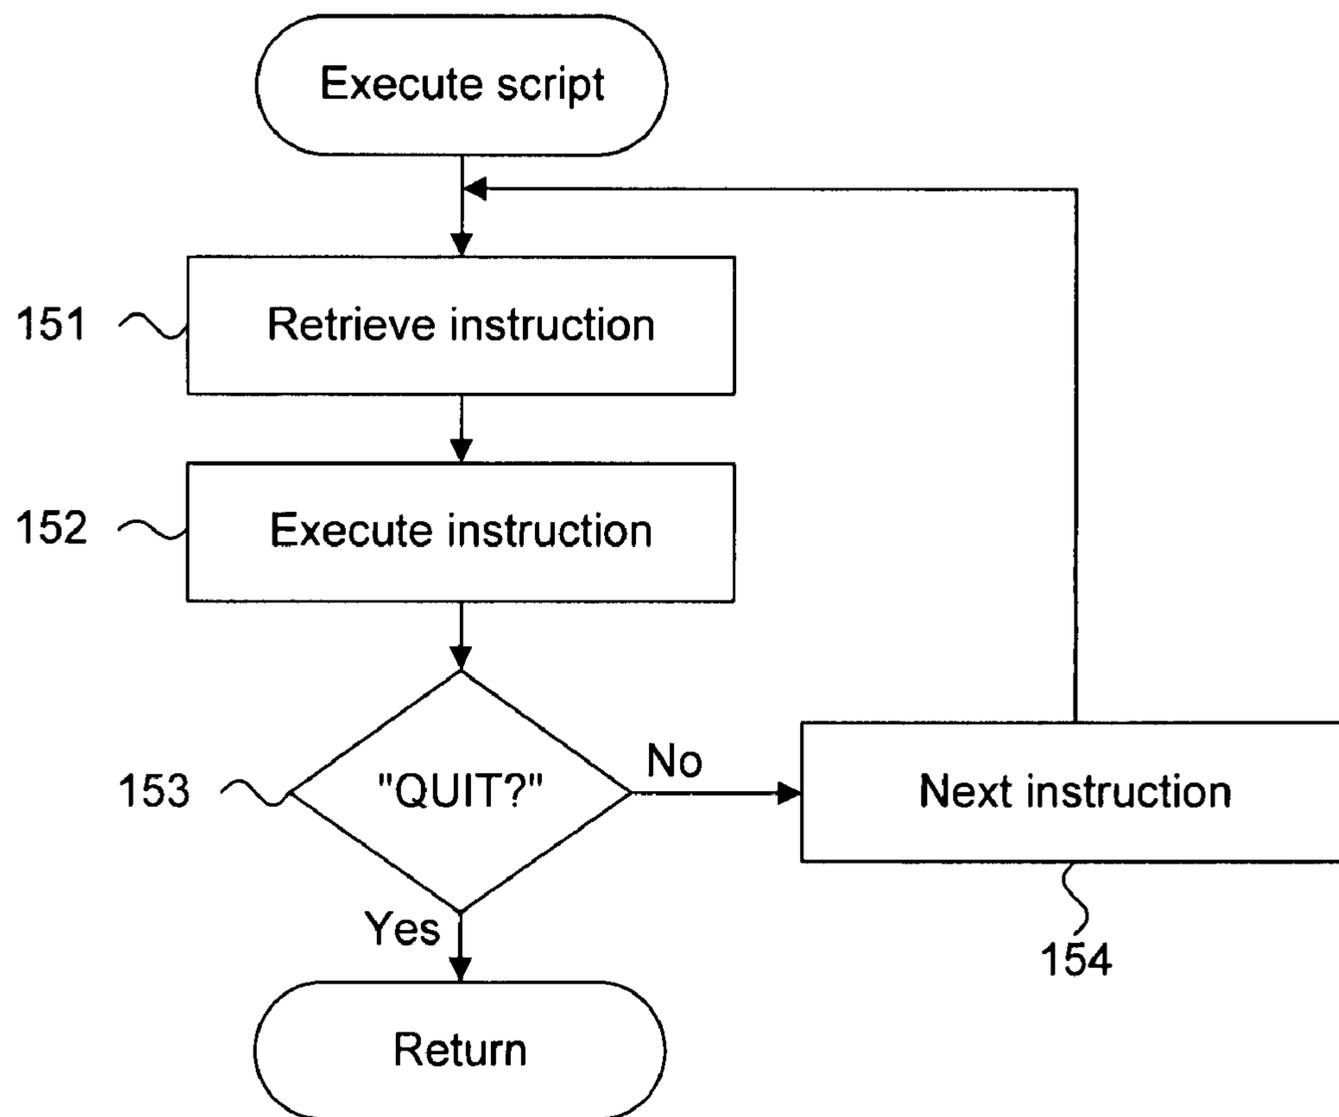 Execute script
151
Retrieve instruction
152
Execute instruction
153
"QUIT?"
No
Next instruction
Yes
154
Return